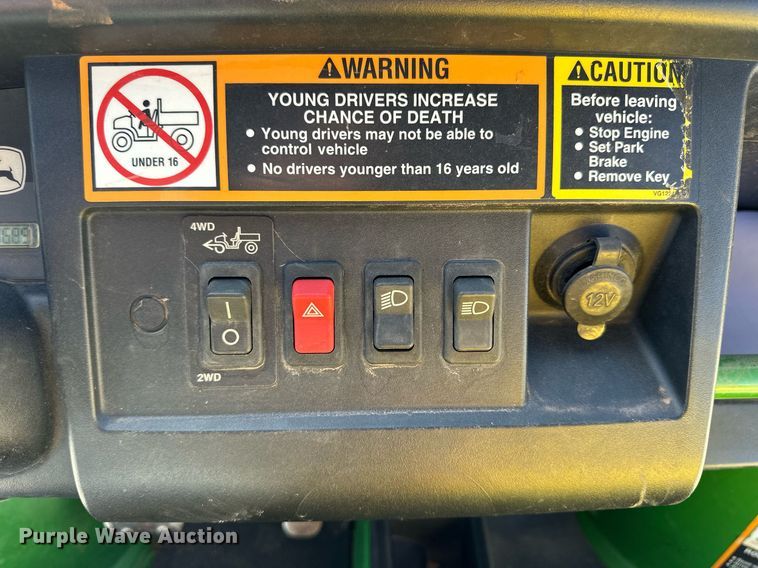 WARNING
YOUNG DRIVERS INCREASE
CHANCE OF DEATH
• Young drivers may not be able to
control vehicle
• No drivers younger than 16 years old
UNDER 16
CAUTION
Before leaving
vehicle:
• Stop Engine
• Set Park
Brake
• Remove Key
4WD
I
O
2WD
12V
Purple Wave Auction